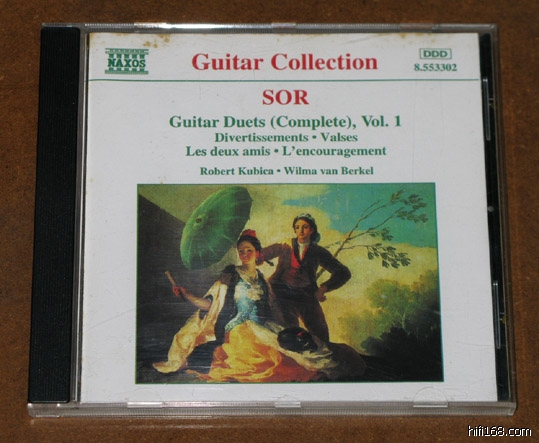 NAXOS
Guitar Collection
DDD
8.553302
SOR
Guitar Duets (Complete), Vol. 1
Divertissements • Valses
Les deux amis • L'encouragement
Robert Kubica • Wilma van Berkel
hifi168.com